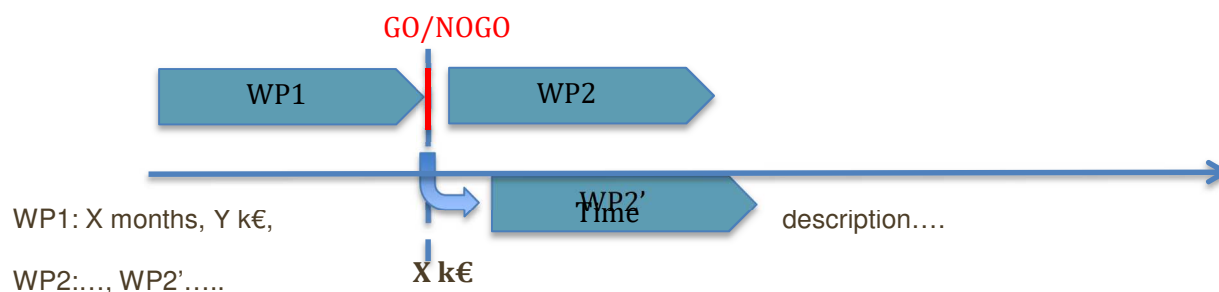 GO/NOGO
WP1
WP2
WP2'
Time
WP1: X months, Y k€, description….
X k€
WP2:…, WP2'…..